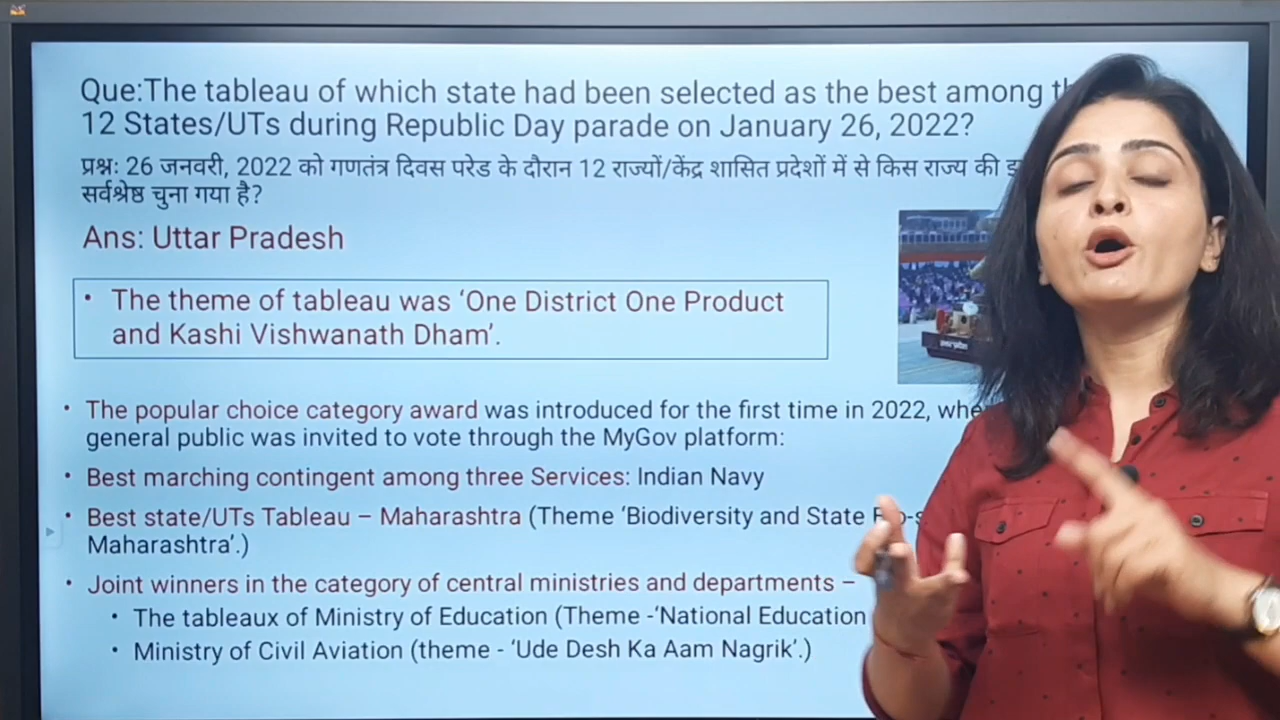 Que:The tableau of which state had been selected as the best among
12 States/UTs during Republic Day parade on January 26, 2022?
प्रश्न: 26 जनवरी, 2022 को गणतंत्र दिवस परेड के दौरान 12 राज्यों/केंद्र शासित प्रदेशों में से किस राज्य की
सर्वश्रेष्ठ चुना गया है?
Ans: Uttar Pradesh
• The theme of tableau was ‘One District One Product
and Kashi Vishwanath Dham’.
• The popular choice category award was introduced for the first time in 2022,
general public was invited to vote through the MyGov platform:
• Best marching contingent among three Services: Indian Navy
• Best state/UTs Tableau – Maharashtra (Theme ‘Biodiversity and State
Maharashtra’.)
• Joint winners in the category of central ministries and departments –
• The tableaux of Ministry of Education (Theme -‘National Education
• Ministry of Civil Aviation (theme - ‘Ude Desh Ka Aam Nagrik’.)